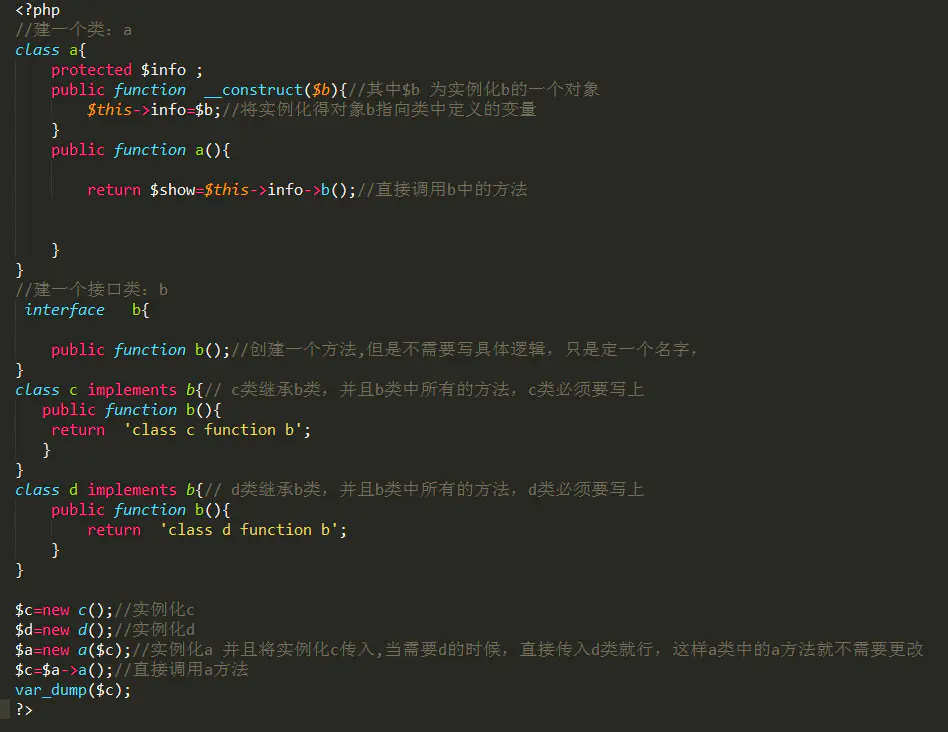 <?php
//建一个类：a
class a{
protected $info ;
public function  __construct($b){//其中$b 为实例化b的一个对象
$this->info=$b;//将实例化得对象b指向类中定义的变量
}
public function a(){
return $show=$this->info->b();//直接调用b中的方法
}
}
//建一个接口类：b
interface   b{
public function b();//创建一个方法,但是不需要写具体逻辑，只是定一个名字，
}
class c implements b{// c类继承b类，并且b类中所有的方法，c类必须要写上
public function b(){
return  'class c function b';
}
}
class d implements b{// d类继承b类，并且b类中所有的方法，d类必须要写上
public function b(){
return  'class d function b';
}
}
$c=new c();//实例化c
$d=new d();//实例化d
$a=new a($c);//实例化a 并且将实例化c传入,当需要d的时候，直接传入d类就行，这样a类中的a方法就不需要更改
$c=$a->a();//直接调用a方法
var_dump($c);
?>